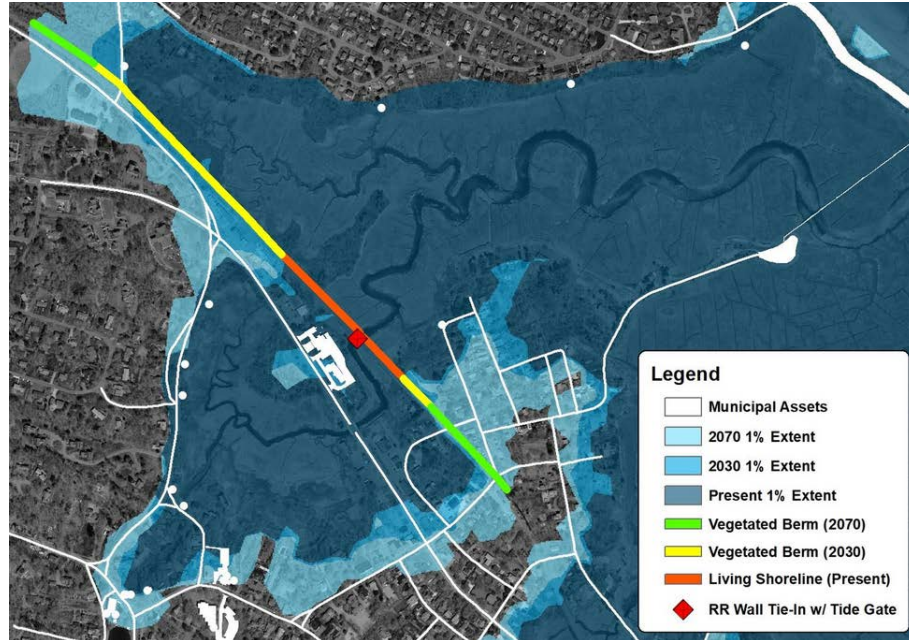 Legend
Municipal Assets
2070 1% Extent
2030 1% Extent
Present 1% Extent
Vegetated Berm (2070)
Vegetated Berm (2030)
Living Shoreline (Present)
RR Wall Tie-In w/ Tide Gate